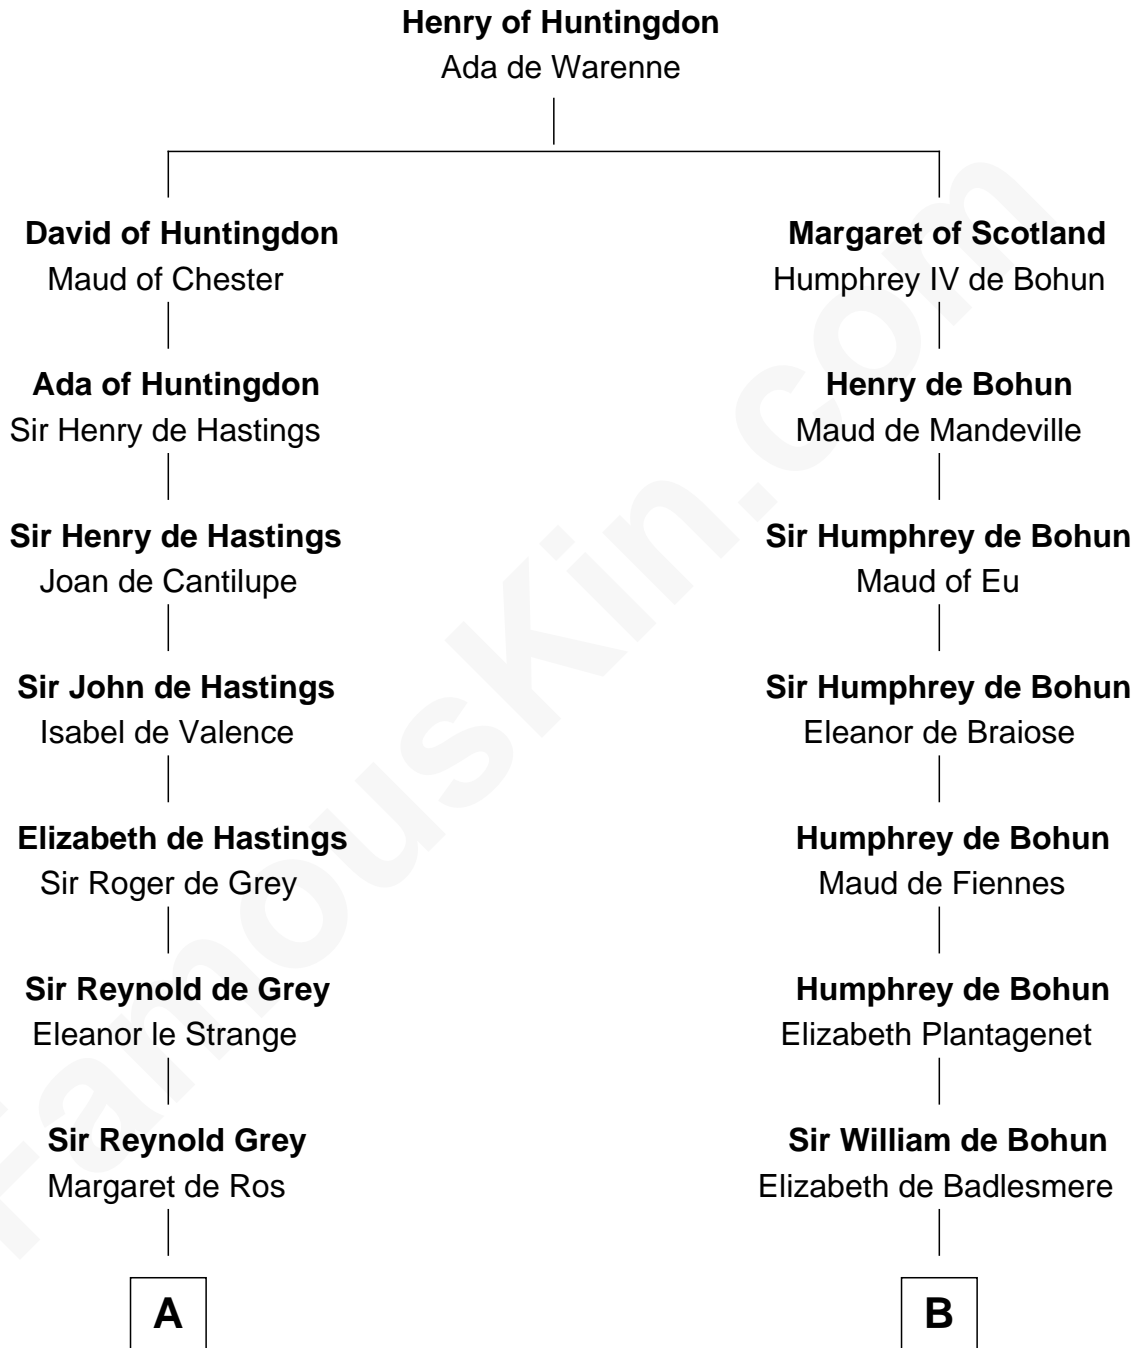 Henry of Huntingdon
Ada de Warenne
David of Huntingdon
Maud of Chester
Ada of Huntingdon
Sir Henry de Hastings
Sir Henry de Hastings
Joan de Cantilupe
Sir John de Hastings
Isabel de Valence
Elizabeth de Hastings
Sir Roger de Grey
Sir Reynold de Grey
Eleanor le Strange
Sir Reynold Grey
Margaret de Ros
A
Margaret of Scotland
Humphrey IV de Bohun
Henry de Bohun
Maud de Mandeville
Sir Humphrey de Bohun
Maud of Eu
Sir Humphrey de Bohun
Eleanor de Braiose
Humphrey de Bohun
Maud de Fiennes
Humphrey de Bohun
Elizabeth Plantagenet
Sir William de Bohun
Elizabeth de Badlesmere
B
FamousKin.com